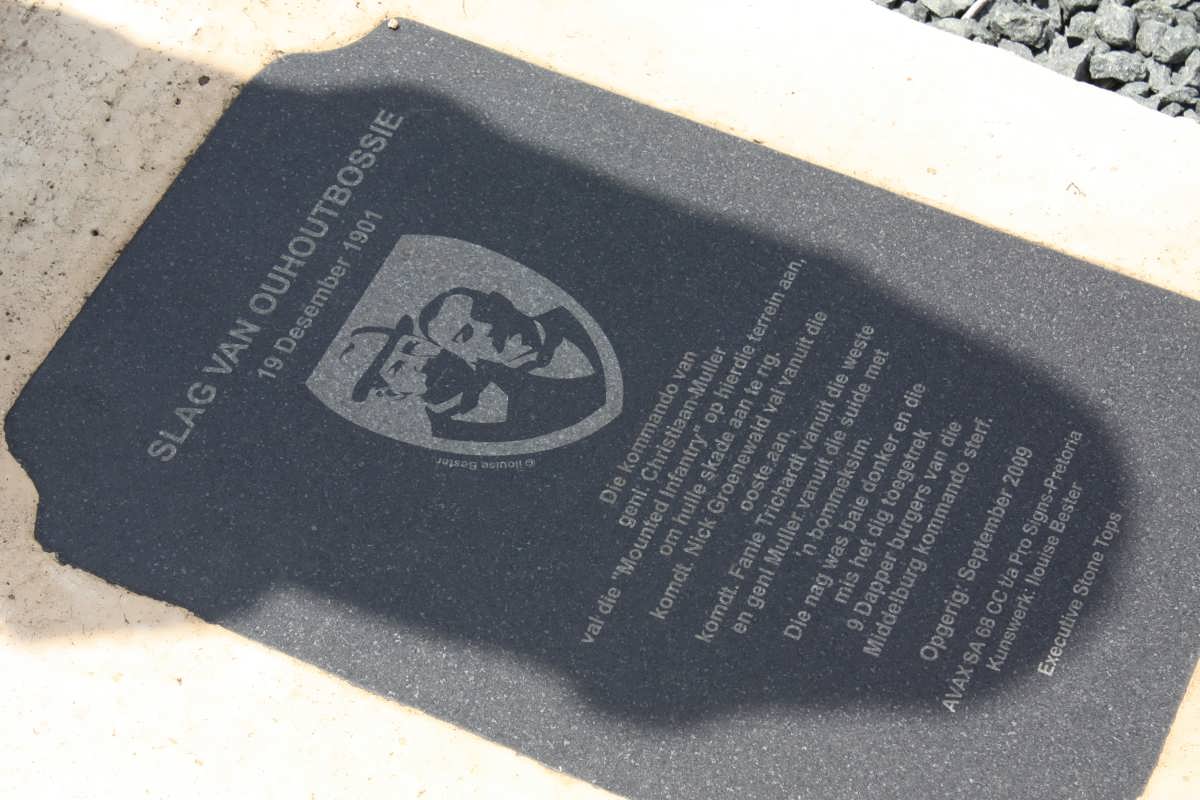 SLAG VAN OUHOUTBOSSIE
19 Desember 1901
© Ilouise Bester
Die kommando van
genl. Christiaan Muller
val die "Mounted Infantry" op hierdie terrein aan,
om hulle skade aan te rig.
komdt. Nick Groenewald val vanuit die
ooste aan,
komdt. Fanie Trichardt vanuit die weste
en genl Muller vanuit die suide met
'n bommeksim.
Die nag was baie donker en die
mis het dig toegetrek
9 Dapper burgers van die
Middelburg kommando sterf.
Opgerig: September 2009
AVAX SA 68 CC t/a Pro Signs-Pretoria
Kunswerk: Ilouise Bester
Executive Stone Tops